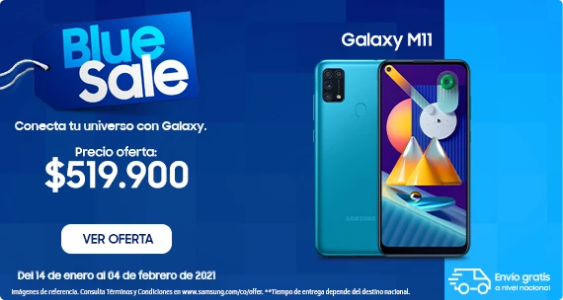 Blue
Sale
Conecta tu universo con Galaxy.
Precio oferta:
$519.900
VER OFERTA
Del 14 de enero al 04 de febrero de 2021
Galaxy M11
SAMSUNG
Envío gratis
a nivel nacional
Imágenes de referencia. Consulta Términos y Condiciones en www.samsung.com/co/offer. **Tiempo de entrega depende del destino nacional.